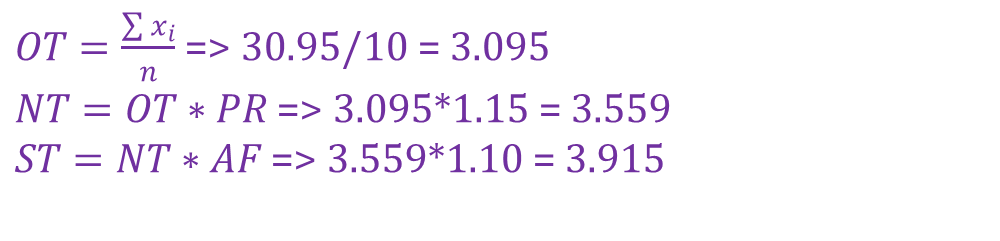 OT = ∑ xᵢ / n => 30.95/10 = 3.095
NT = OT * PR => 3.095*1.15 = 3.559
ST = NT * AF => 3.559*1.10 = 3.915